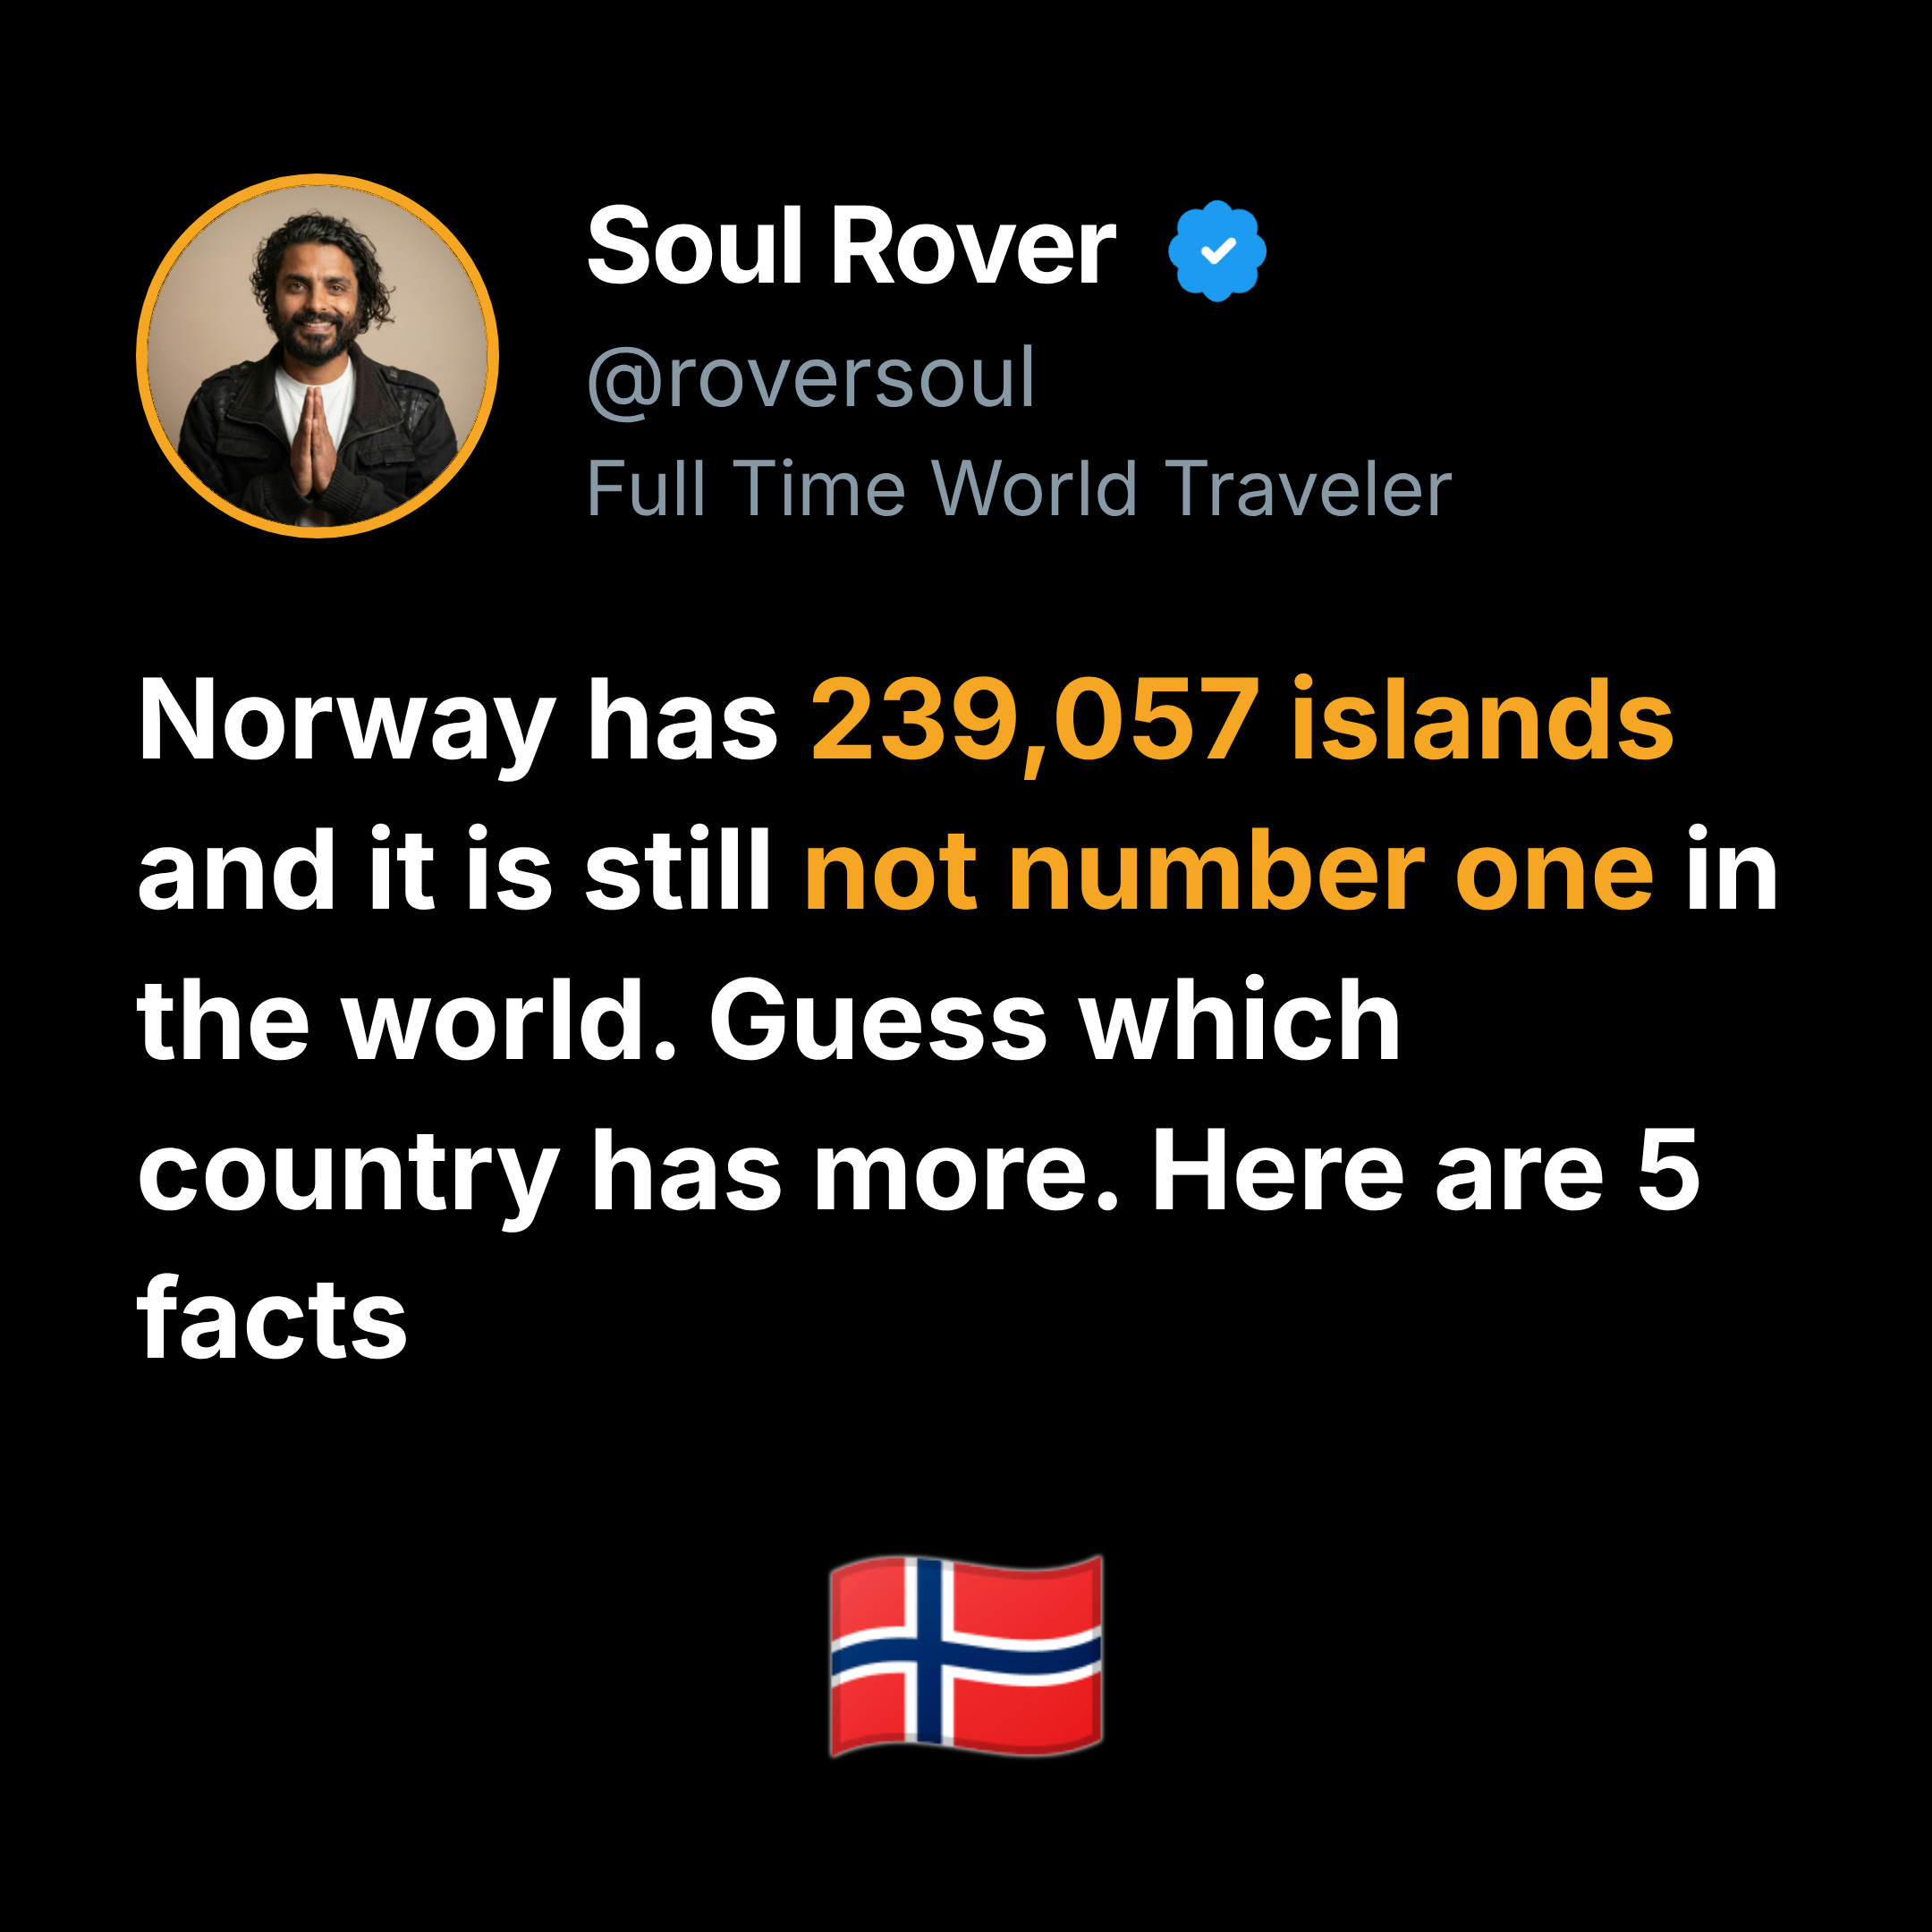 Soul Rover
@roversoul
Full Time World Traveler
Norway has 239,057 islands
and it is still not number one in
the world. Guess which
country has more. Here are 5
facts